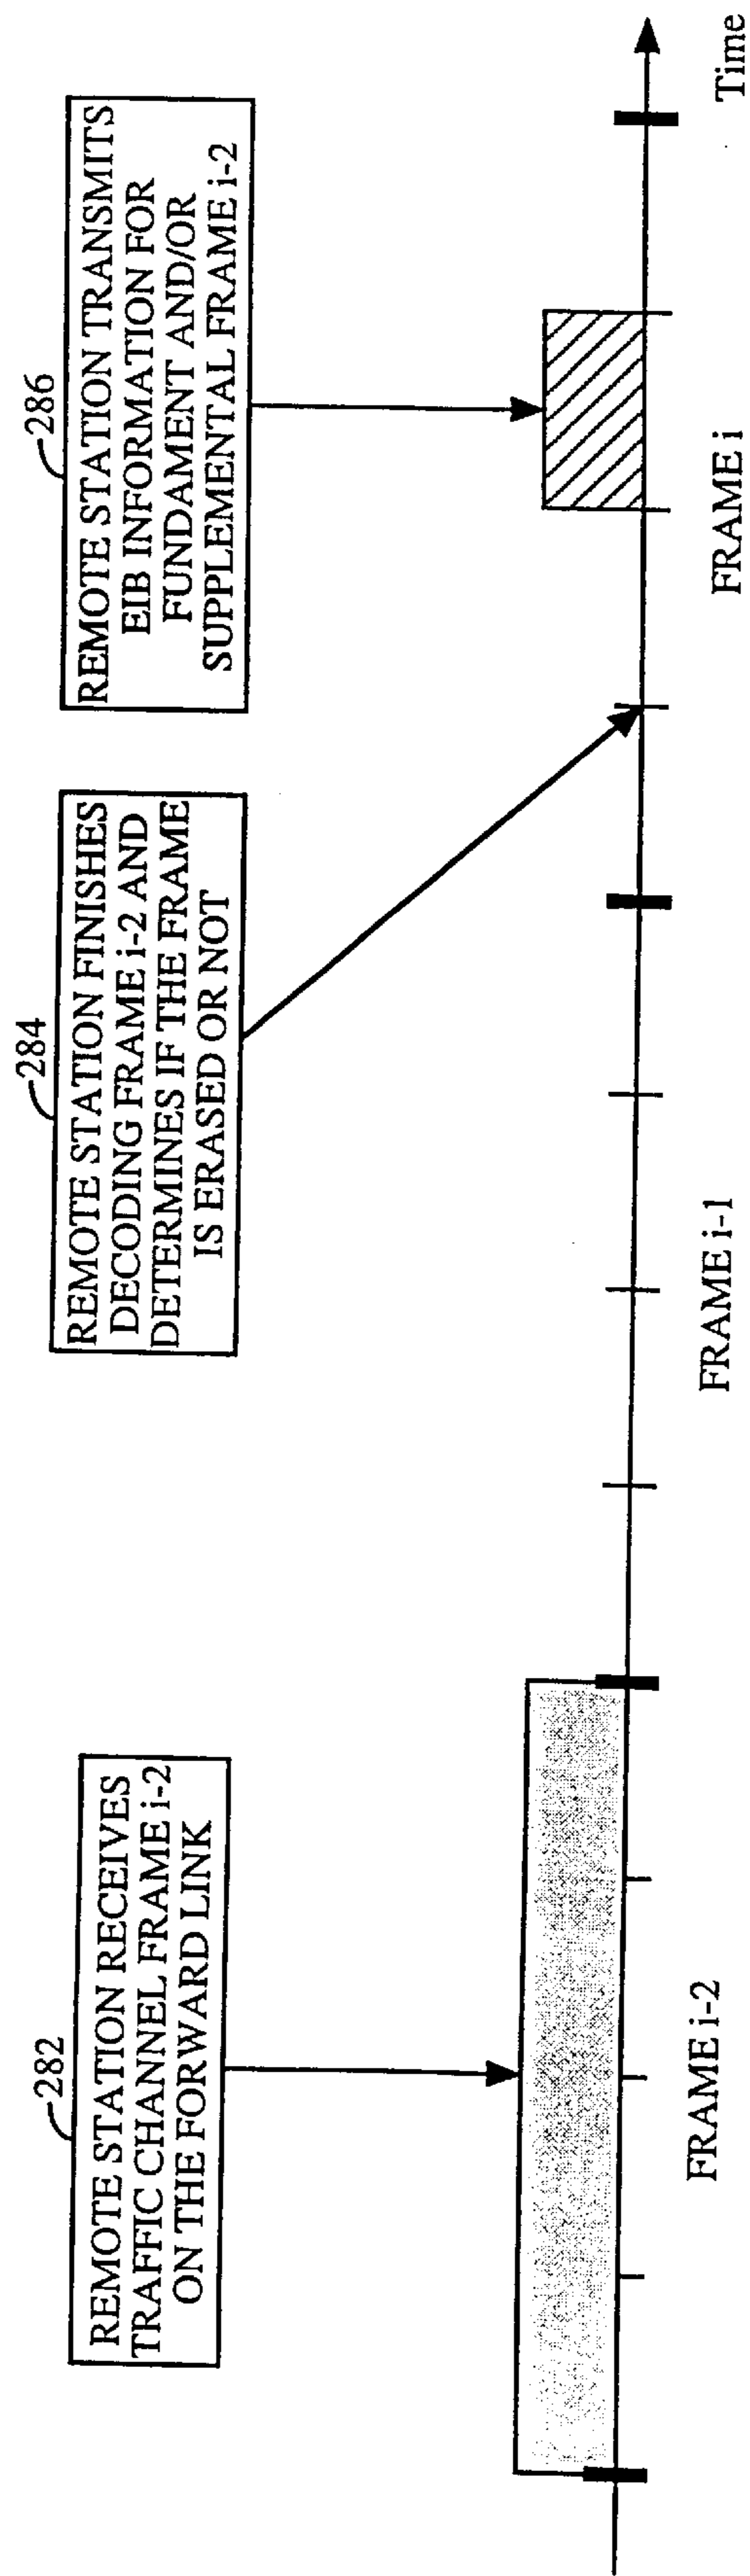 282
REMOTE STATION RECEIVES
TRAFFIC CHANNEL FRAME i-2
ON THE FORWARD LINK
284
REMOTE STATION FINISHES
DECODING FRAME i-2 AND
DETERMINES IF THE FRAME
IS ERASED OR NOT
286
REMOTE STATION TRANSMITS
EIB INFORMATION FOR
FUNDAMENT AND/OR
SUPPLEMENTAL FRAME i-2
FRAME i-2
FRAME i-1
FRAME i
Time